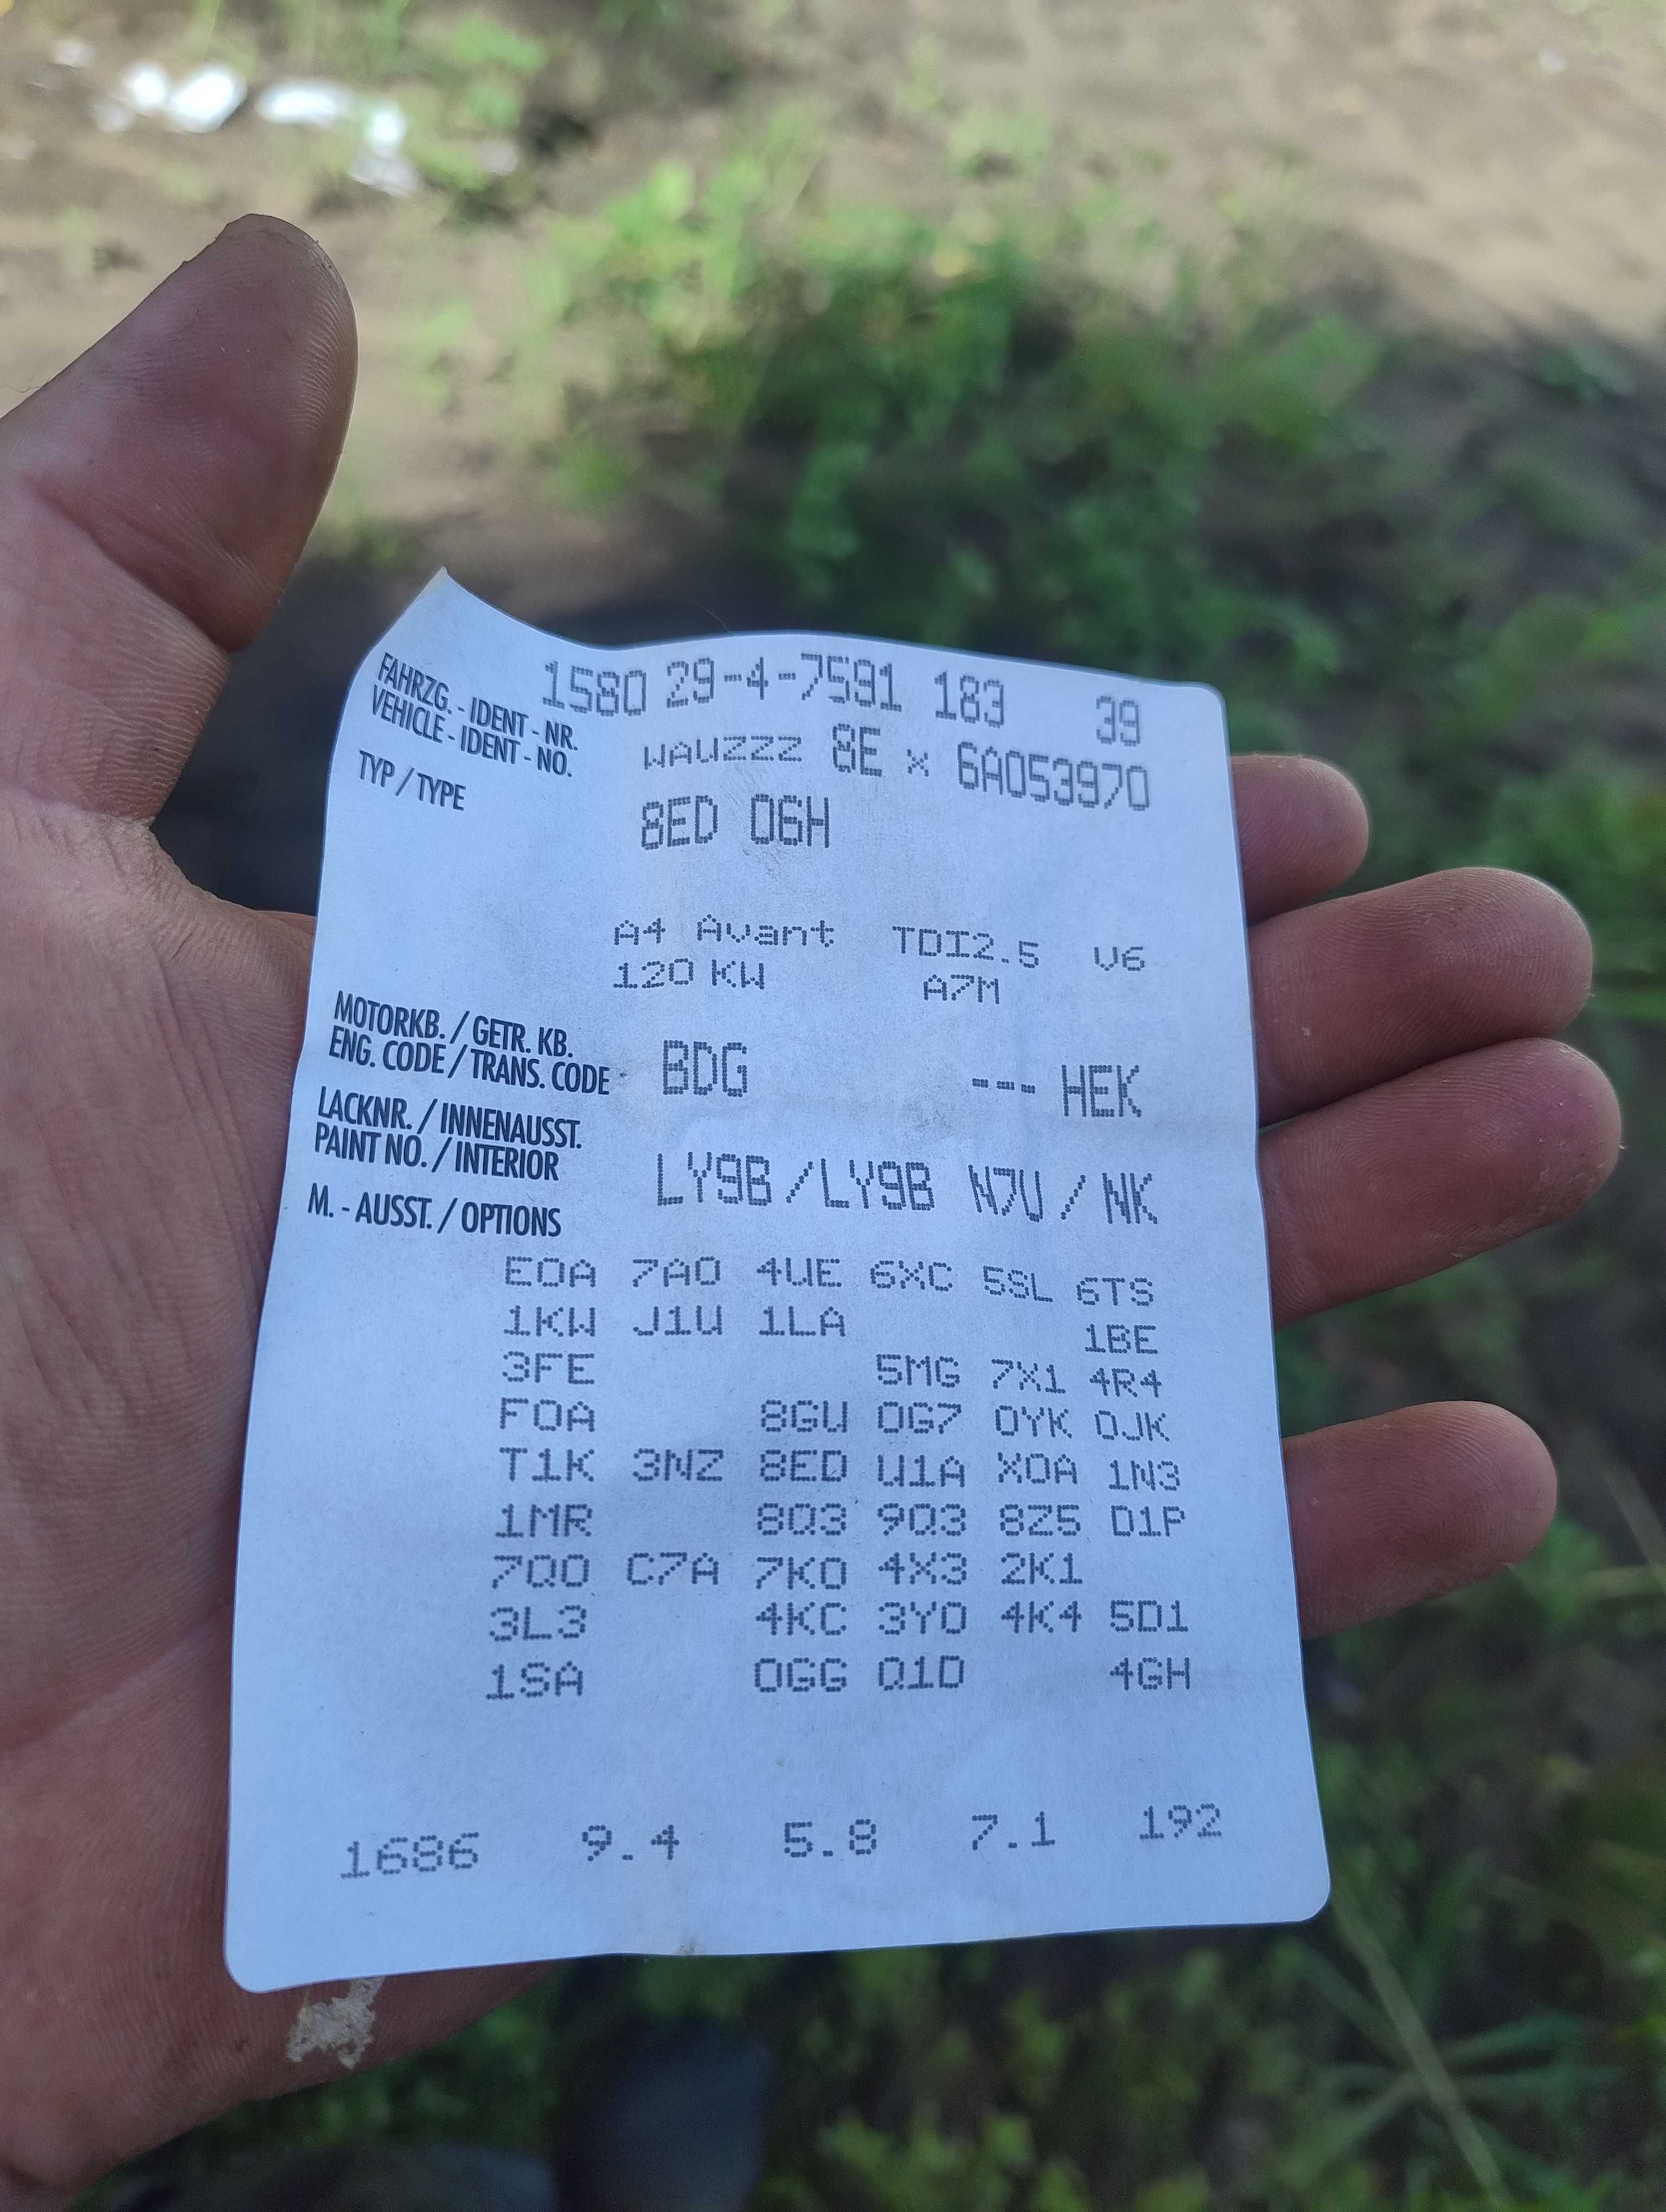 1580 29-4-7591 183 39
FAHRZG. - IDENT - NR.
VEHICLE - IDENT - NO.
WAUZZZ 8E x 6A053970
TYP / TYPE
8ED 06H
A4 Avant TDI2.5 V6
120 KW A7M
MOTORKB. / GETR. KB.
ENG. CODE / TRANS. CODE
BDG --- HEK
LACKNR. / INNENAUSST.
PAINT NO. / INTERIOR
LY9B / LY9B N7U / NK
M. - AUSST. / OPTIONS
E0A 7A0 4UE 6XC 5SL 6TS
1KW J1U 1LA 1BE
3FE 5MG 7X1 4R4
F0A 8GU 0G7 0YK 0JK
T1K 3NZ 8ED U1A X0A 1N3
1MR 8Q3 9Q3 8Z5 D1P
7Q0 C7A 7K0 4X3 2K1
3L3 4KC 3Y0 4K4 5D1
1SA 0GG Q1D 4GH
1686 9.4 5.8 7.1 192